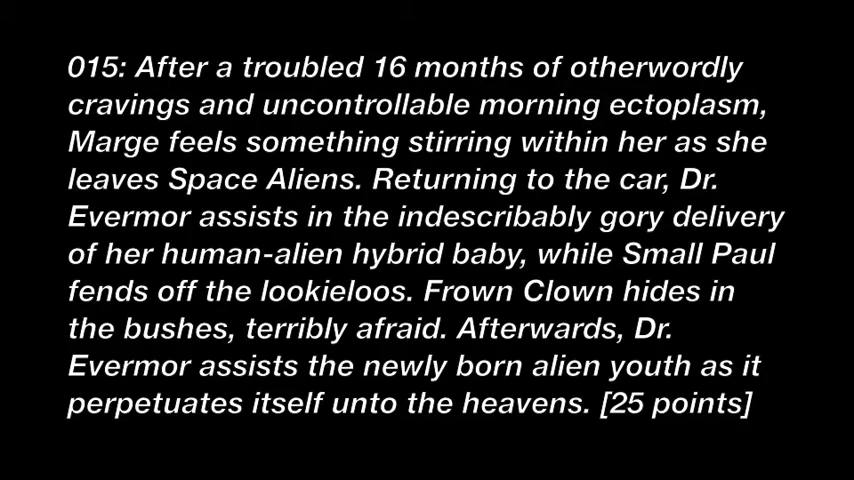 015: After a troubled 16 months of otherwordly
cravings and uncontrollable morning ectoplasm,
Marge feels something stirring within her as she
leaves Space Aliens. Returning to the car, Dr.
Evermor assists in the indescribably gory delivery
of her human-alien hybrid baby, while Small Paul
fends off the lookieloos. Frown Clown hides in
the bushes, terribly afraid. Afterwards, Dr.
Evermor assists the newly born alien youth as it
perpetuates itself unto the heavens. [25 points]